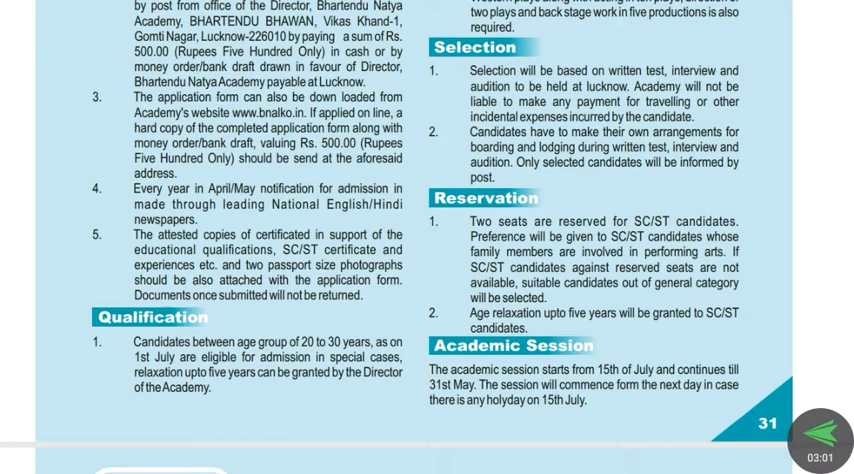 by post from office of the Director, Bhartendu Natya
Academy, BHARTENDU BHAWAN, Vikas Khand-1,
Gomti Nagar, Lucknow-226010 by paying a sum of Rs.
500.00 (Rupees Five Hundred Only) in cash or by
money order/bank draft drawn in favour of Director,
Bhartendu Natya Academy payable at Lucknow.
3. The application form can also be down loaded from
Academy's website www.bnalko.in. If applied on line, a
hard copy of the completed application form along with
money order/bank draft, valuing Rs. 500.00 (Rupees
Five Hundred Only) should be send at the aforesaid
address.
4. Every year in April/May notification for admission in
made through leading National English/Hindi
newspapers.
5. The attested copies of certificated in support of the
educational qualifications, SC/ST certificate and
experiences etc. and two passport size photographs
should be also attached with the application form.
Documents once submitted will not be returned.
Qualification
1. Candidates between age group of 20 to 30 years, as on
1st July are eligible for admission in special cases,
relaxation upto five years can be granted by the Director
of the Academy.
two plays and back stage work in five productions is also
required.
Selection
1. Selection will be based on written test, interview and
audition to be held at lucknow. Academy will not be
liable to make any payment for travelling or other
incidental expenses incurred by the candidate.
2. Candidates have to make their own arrangements for
boarding and lodging during written test, interview and
audition. Only selected candidates will be informed by
post.
Reservation
1. Two seats are reserved for SC/ST candidates.
Preference will be given to SC/ST candidates whose
family members are involved in performing arts. If
SC/ST candidates against reserved seats are not
available, suitable candidates out of general category
will be selected.
2. Age relaxation upto five years will be granted to SC/ST
candidates.
Academic Session
The academic session starts from 15th of July and continues till
31st May. The session will commence form the next day in case
there is any holyday on 15th July.
31
03:01